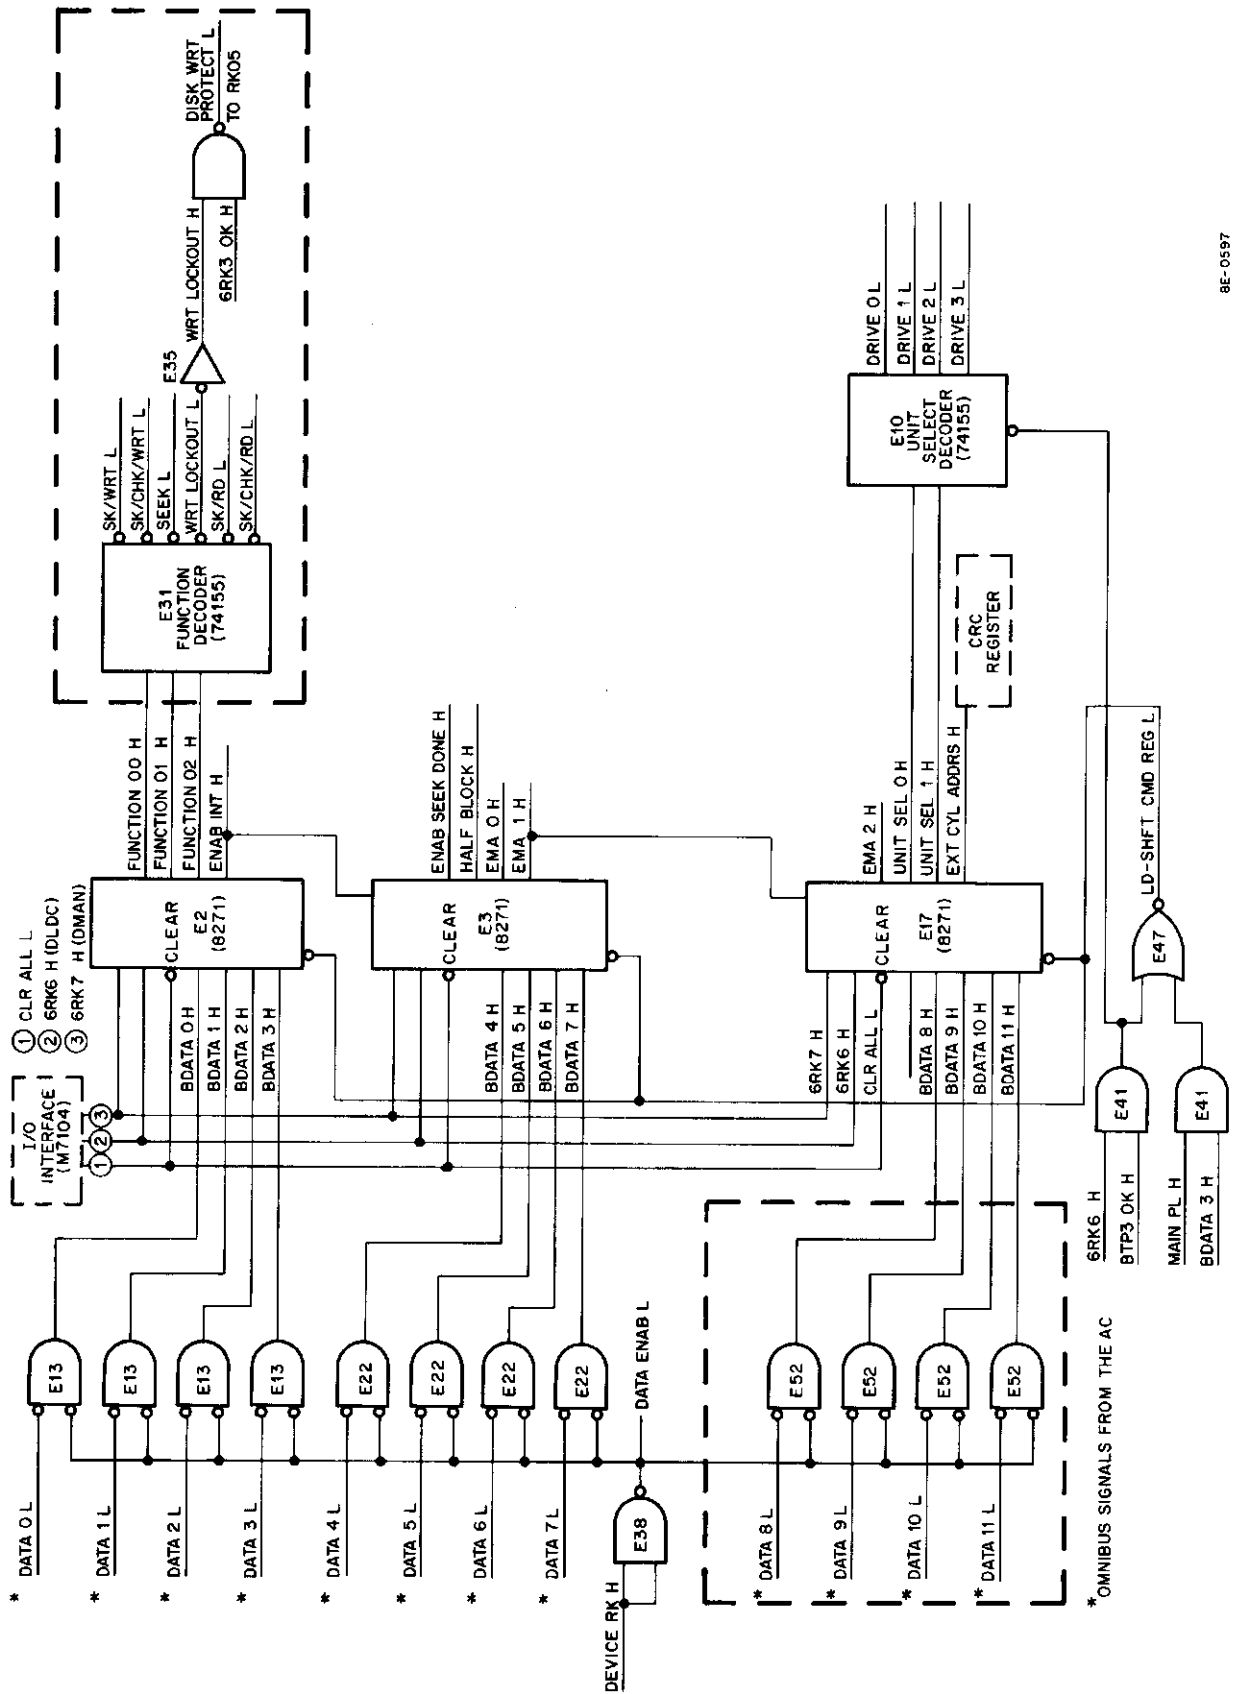 I/O
INTERFACE
(M7104)
① CLR ALL L
② 6RK6 H (DLDC)
③ 6RK7 H (DMAN)
①
②
③
* DATA 0 L
* DATA 1 L
* DATA 2 L
* DATA 3 L
* DATA 4 L
* DATA 5 L
* DATA 6 L
* DATA 7 L
E13
E13
E13
E13
E22
E22
E22
E22
DEVICE RK H
E38
DATA ENAB L
* DATA 8 L
* DATA 9 L
* DATA 10 L
* DATA 11 L
E52
E52
E52
E52
BDATA 0 H
BDATA 1 H
BDATA 2 H
BDATA 3 H
CLEAR
E2
(8271)
FUNCTION 00 H
FUNCTION 01 H
FUNCTION 02 H
ENAB INT H
E31
FUNCTION
DECODER
(74155)
SK/WRT L
SK/CHK/WRT L
SEEK L
WRT LOCKOUT L
SK/RD L
SK/CHK/RD L
E35
WRT LOCKOUT H
6RK3 OK H
DISK WRT
PROTECT L
TO RK05
BDATA 4 H
BDATA 5 H
BDATA 6 H
BDATA 7 H
CLEAR
E3
(8271)
ENAB SEEK DONE H
HALF BLOCK H
EMA 0 H
EMA 1 H
6RK7 H
6RK6 H
CLR ALL L
BDATA 8 H
BDATA 9 H
BDATA 10 H
BDATA 11 H
CLEAR
E17
(8271)
EMA 2 H
UNIT SEL 0 H
UNIT SEL 1 H
EXT CYL ADDRS H
CRC
REGISTER
E10
UNIT
SELECT
DECODER
(74155)
DRIVE 0 L
DRIVE 1 L
DRIVE 2 L
DRIVE 3 L
6RK6 H
BTP3 OK H
E41
MAIN PL H
BDATA 3 H
E41
E47
LD-SHFT CMD REG L
*OMNIBUS SIGNALS FROM THE AC
8E-0597